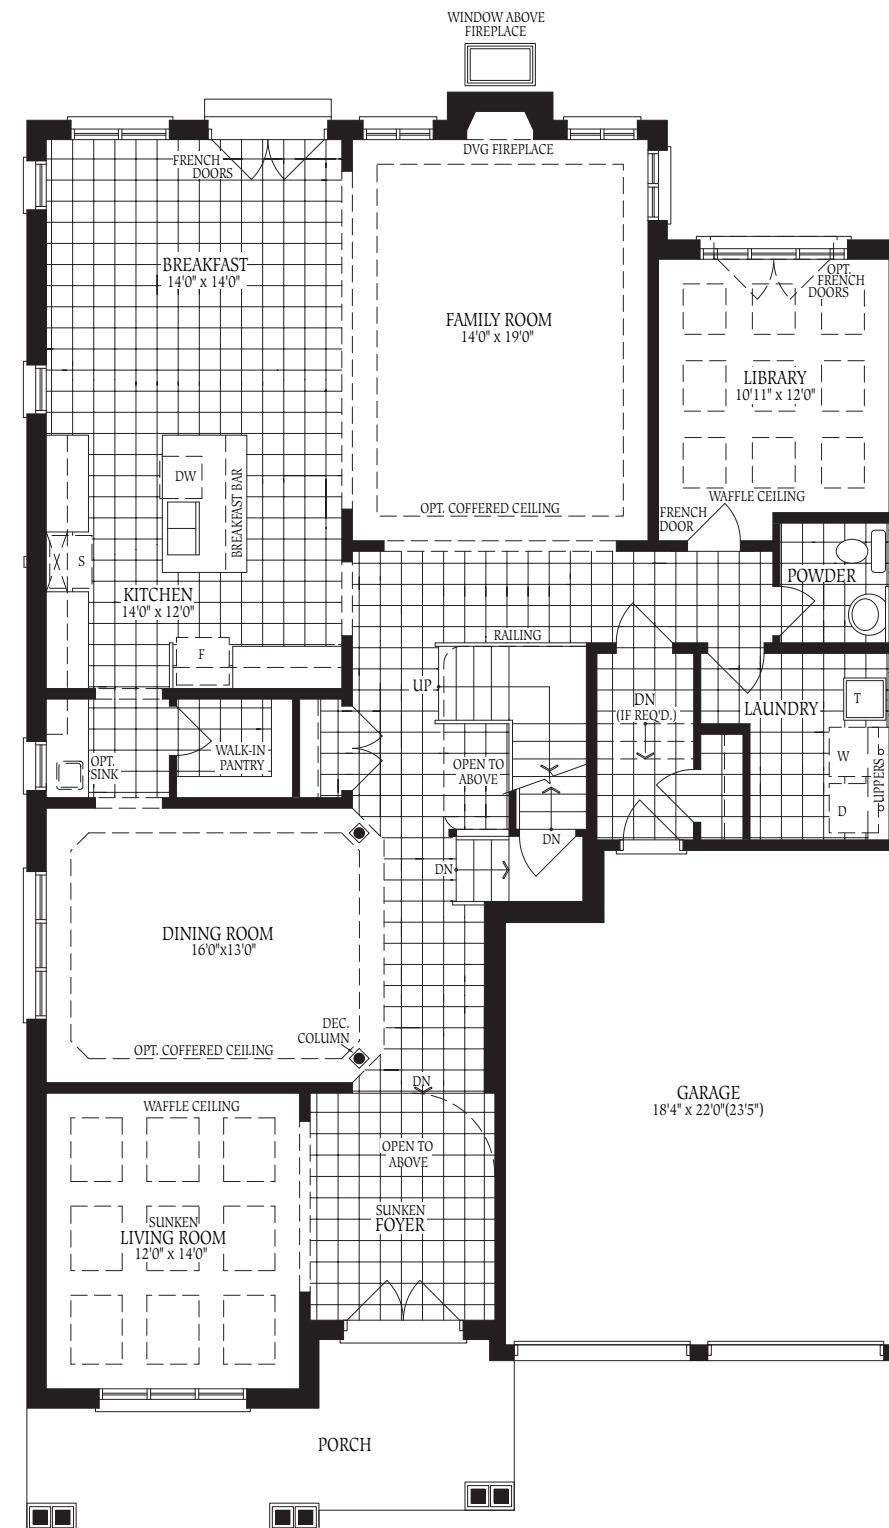 WINDOW ABOVE
FIREPLACE
DVG FIREPLACE
FRENCH
DOORS
BREAKFAST
14'0" x 14'0"
FAMILY ROOM
14'0" x 19'0"
OPT.
FRENCH
DOORS
LIBRARY
10'11" x 12'0"
DW
BREAKFAST BAR
OPT. COFFERED CEILING
WAFFLE CEILING
FRENCH
DOOR
S
KITCHEN
14'0" x 12'0"
POWDER
F
RAILING
UP
DN
(IF REQ'D.)
LAUNDRY
T
OPT.
SINK
WALK-IN
PANTRY
OPEN TO
ABOVE
W
D
UPPERS
DN
DN
DINING ROOM
16'0"x13'0"
DEC.
COLUMN
OPT. COFFERED CEILING
DN
WAFFLE CEILING
GARAGE
18'4" x 22'0"(23'5")
OPEN TO
ABOVE
SUNKEN
LIVING ROOM
12'0" x 14'0"
SUNKEN
FOYER
PORCH